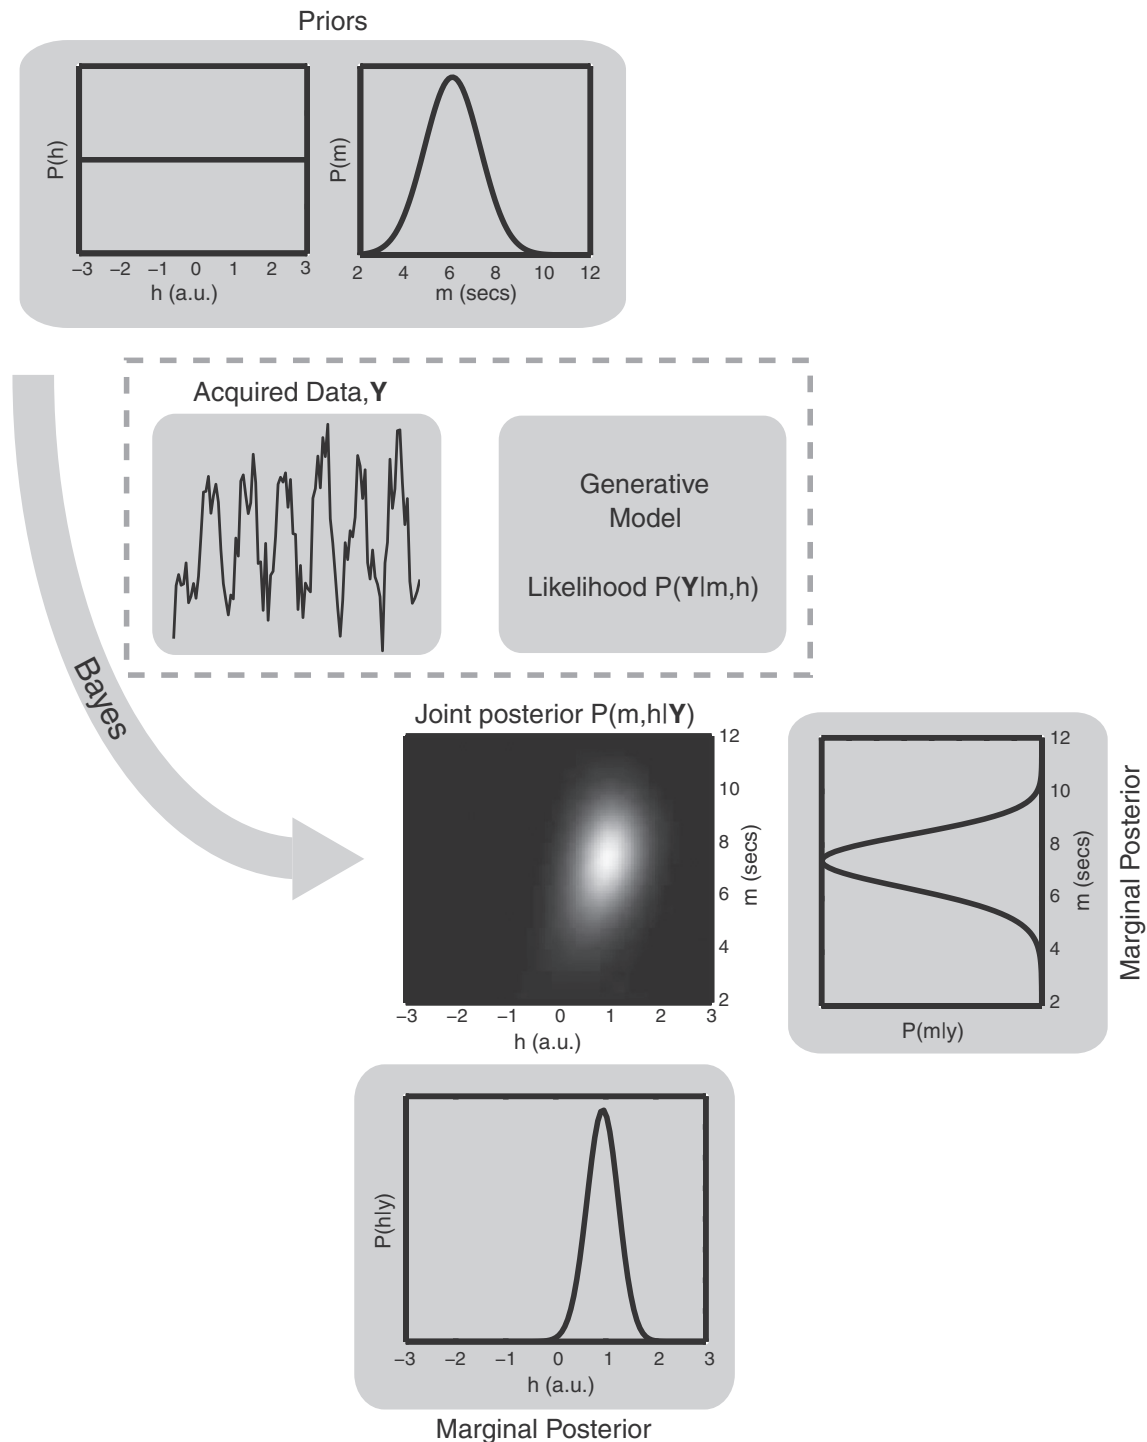 Priors
P(h)
−3 −2 −1 0 1 2 3
h (a.u.)
P(m)
2 4 6 8 10 12
m (secs)
Acquired Data,Y
Generative
Model
Likelihood P(Y|m,h)
Bayes
Joint posterior P(m,h|Y)
12
10
8
6
4
2
m (secs)
−3 −2 −1 0 1 2 3
h (a.u.)
12
10
8
6
4
2
m (secs)
P(m|y)
Marginal Posterior
P(h|y)
−3 −2 −1 0 1 2 3
h (a.u.)
Marginal Posterior